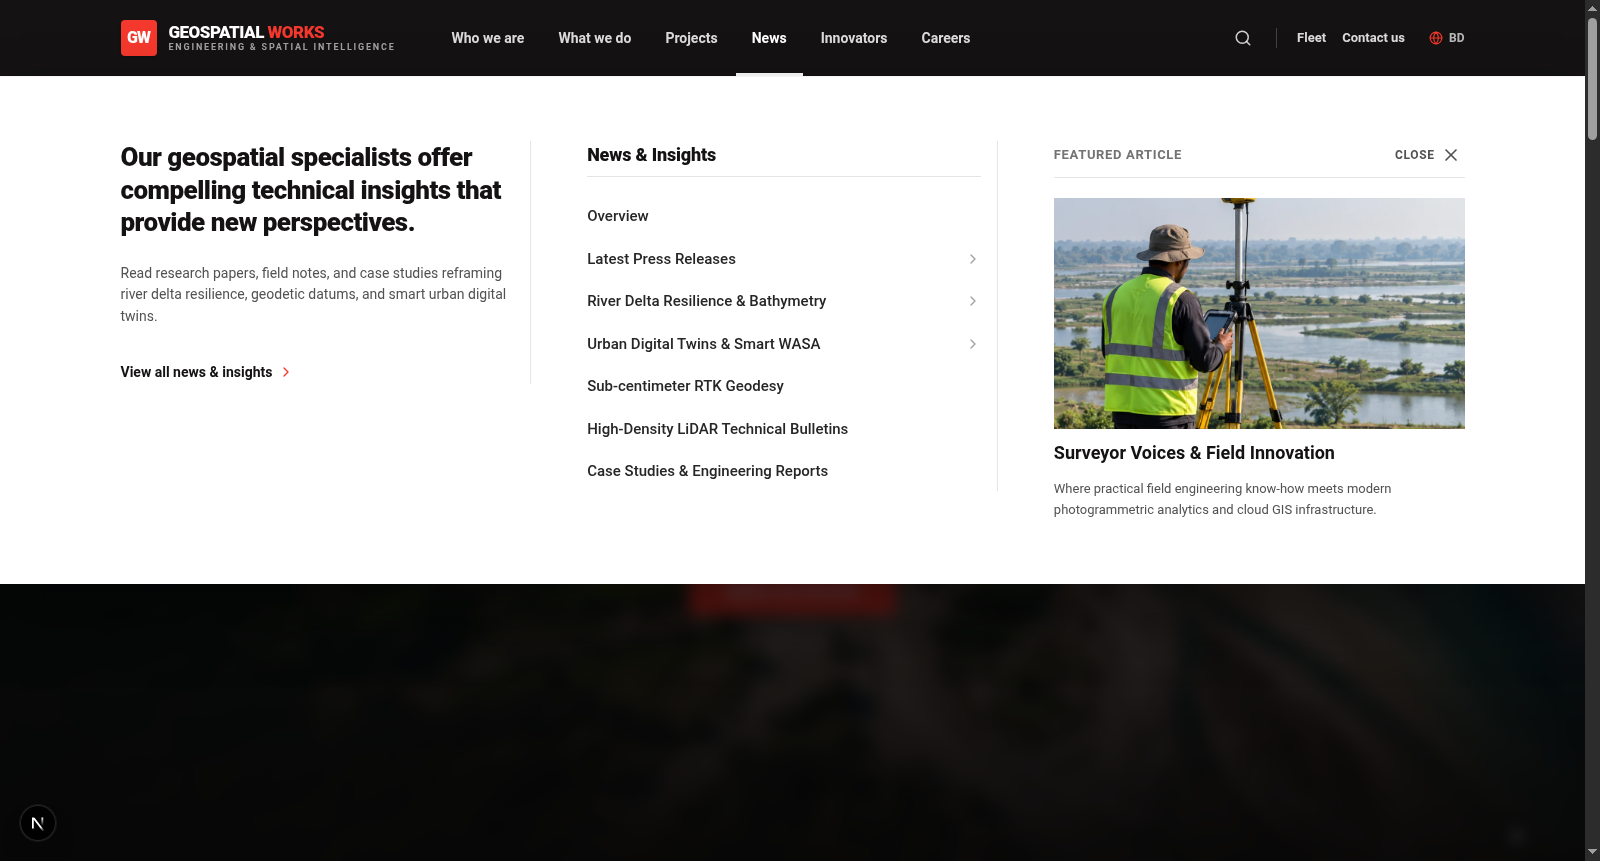 GW
GEOSPATIAL WORKS
ENGINEERING & SPATIAL INTELLIGENCE
Who we are
What we do
Projects
News
Innovators
Careers
Fleet
Contact us
BD
Our geospatial specialists offer
compelling technical insights that
provide new perspectives.
Read research papers, field notes, and case studies reframing
river delta resilience, geodetic datums, and smart urban digital
twins.
View all news & insights
News & Insights
Overview
Latest Press Releases
River Delta Resilience & Bathymetry
Urban Digital Twins & Smart WASA
Sub-centimeter RTK Geodesy
High-Density LiDAR Technical Bulletins
Case Studies & Engineering Reports
FEATURED ARTICLE
CLOSE
Surveyor Voices & Field Innovation
Where practical field engineering know-how meets modern
photogrammetric analytics and cloud GIS infrastructure.
N